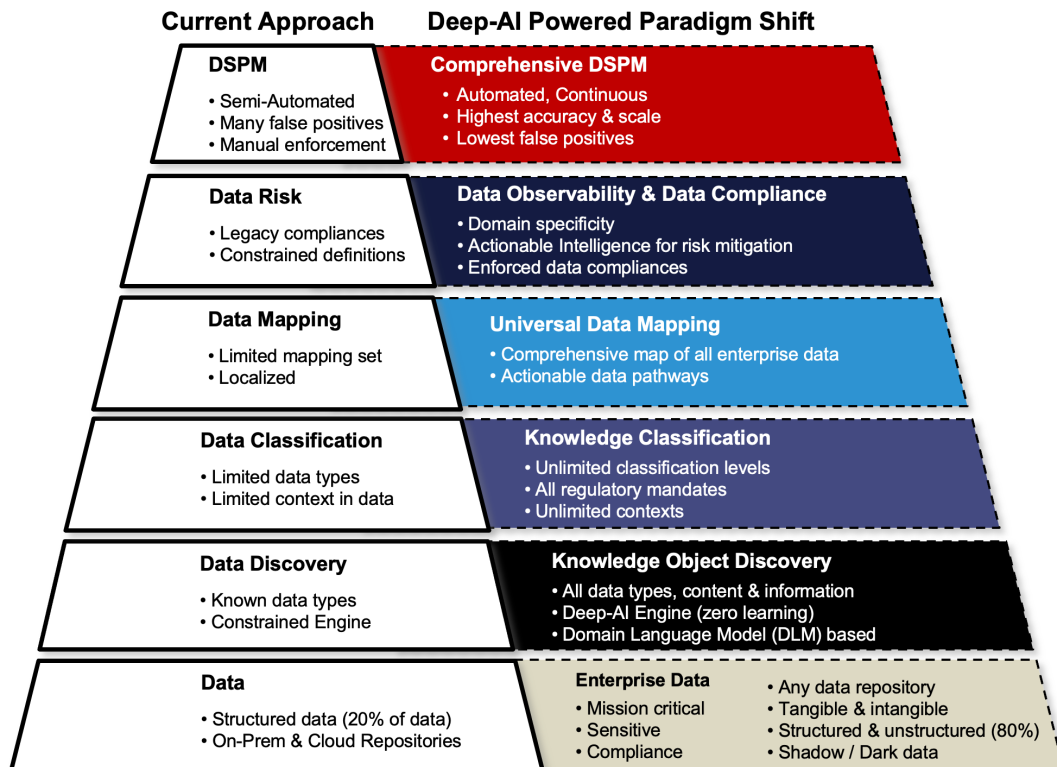 Current Approach
Deep-AI Powered Paradigm Shift
DSPM
• Semi-Automated
• Many false positives
• Manual enforcement
Comprehensive DSPM
• Automated, Continuous
• Highest accuracy & scale
• Lowest false positives
Data Risk
• Legacy compliances
• Constrained definitions
Data Observability & Data Compliance
• Domain specificity
• Actionable Intelligence for risk mitigation
• Enforced data compliances
Data Mapping
• Limited mapping set
• Localized
Universal Data Mapping
• Comprehensive map of all enterprise data
• Actionable data pathways
Data Classification
• Limited data types
• Limited context in data
Knowledge Classification
• Unlimited classification levels
• All regulatory mandates
• Unlimited contexts
Data Discovery
• Known data types
• Constrained Engine
Knowledge Object Discovery
• All data types, content & information
• Deep-AI Engine (zero learning)
• Domain Language Model (DLM) based
Data
• Structured data (20% of data)
• On-Prem & Cloud Repositories
Enterprise Data
• Mission critical
• Sensitive
• Compliance
• Any data repository
• Tangible & intangible
• Structured & unstructured (80%)
• Shadow / Dark data